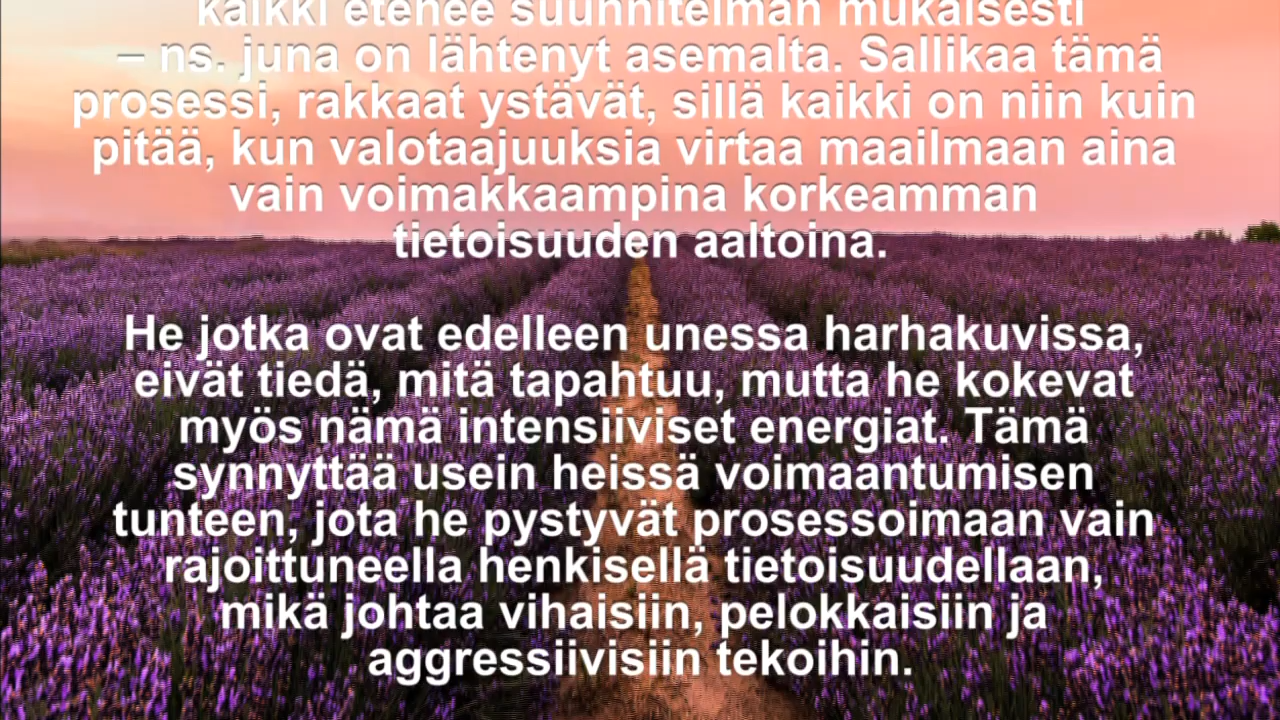 kaikki etenee suunnitelman mukaisesti
– ns. juna on lähtenyt asemalta. Sallikaa tämä
prosessi, rakkaat ystävät, sillä kaikki on niin kuin
pitää, kun valotaajuuksia virtaa maailmaan aina
vain voimakkaampina korkeamman
tietoisuuden aaltoina.
He jotka ovat edelleen unessa harhakuvissa,
eivät tiedä, mitä tapahtuu, mutta he kokevat
myös nämä intensiiviset energiat. Tämä
synnyttää usein heissä voimaantumisen
tunteen, jota he pystyvät prosessoimaan vain
rajoittuneella henkisellä tietoisuudellaan,
mikä johtaa vihaisiin, pelokkaisiin ja
aggressiivisiin tekoihin.